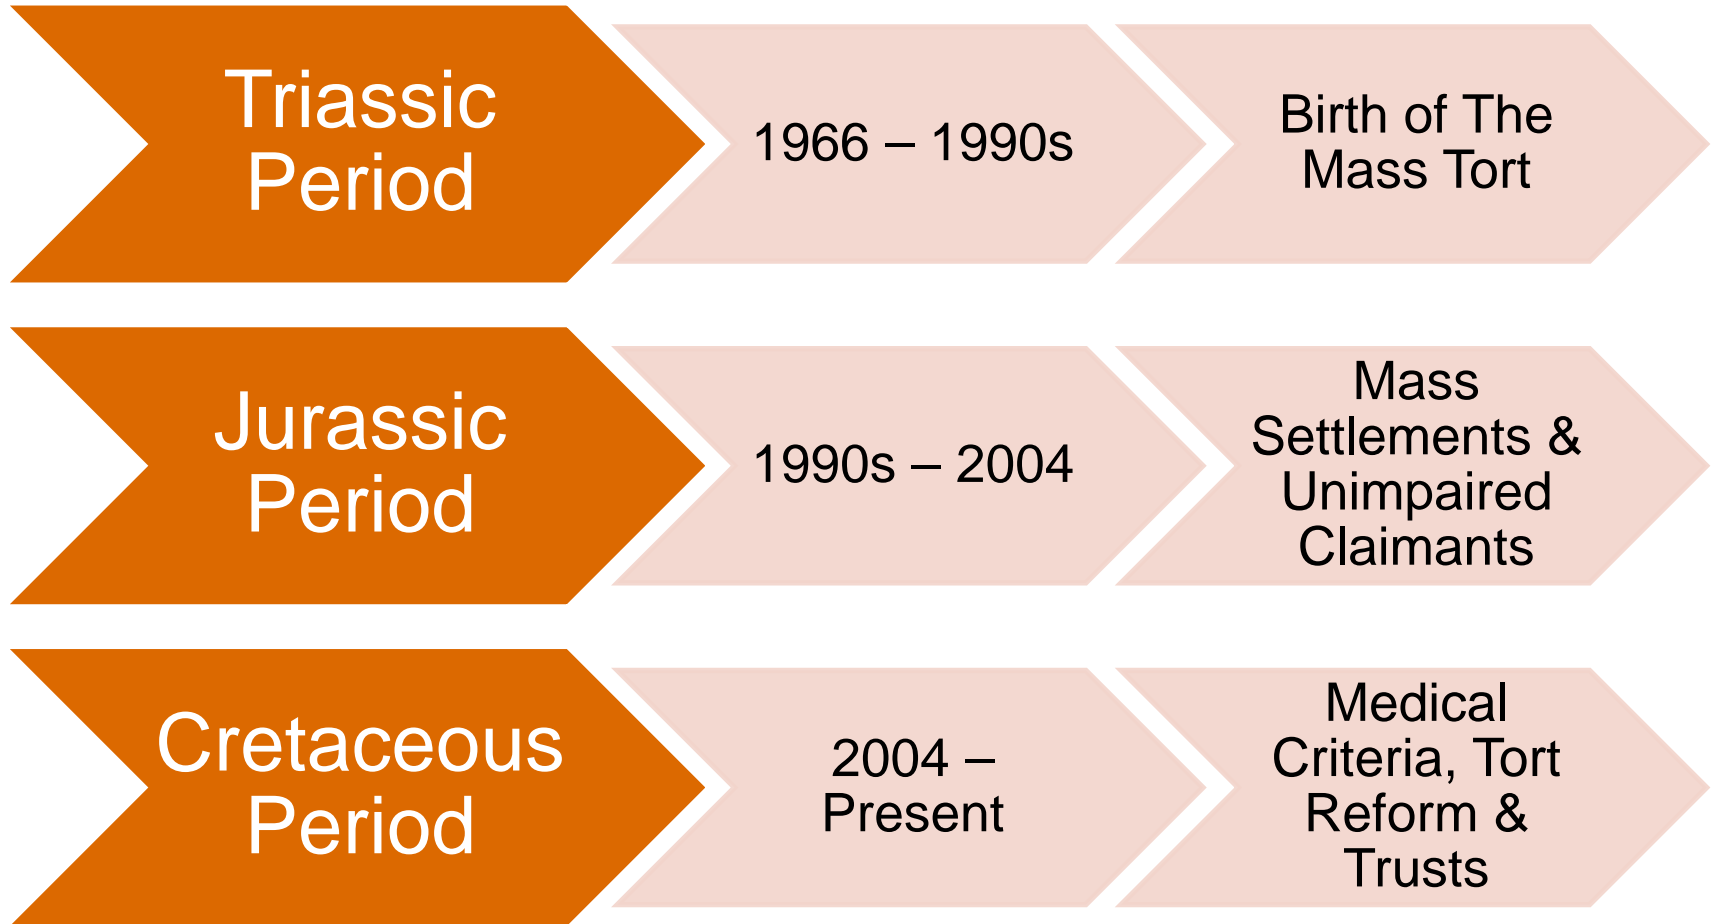 Triassic
Period
1966 – 1990s
Birth of The
Mass Tort
Jurassic
Period
1990s – 2004
Mass
Settlements &
Unimpaired
Claimants
Cretaceous
Period
2004 –
Present
Medical
Criteria, Tort
Reform &
Trusts